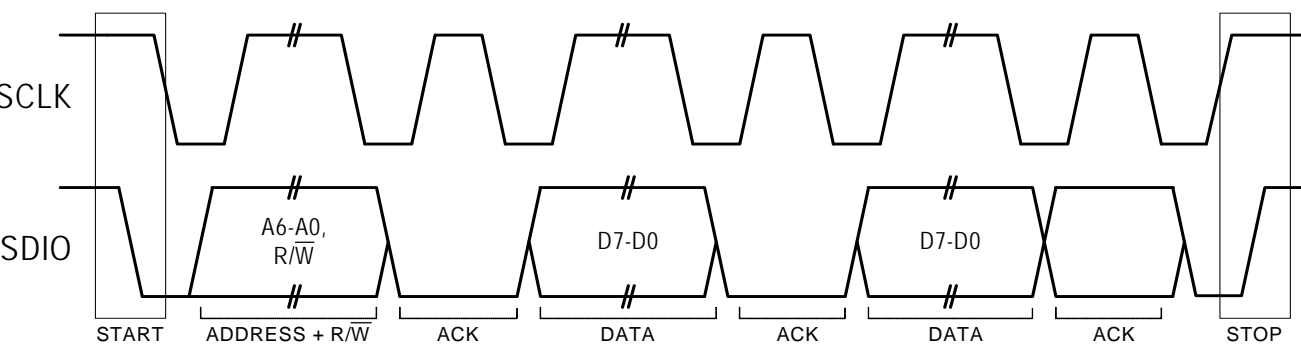 SCLK
SDIO
A6-A0,
R/W̅
D7-D0
D7-D0
START
ADDRESS + R/W̅
ACK
DATA
ACK
DATA
ACK
STOP